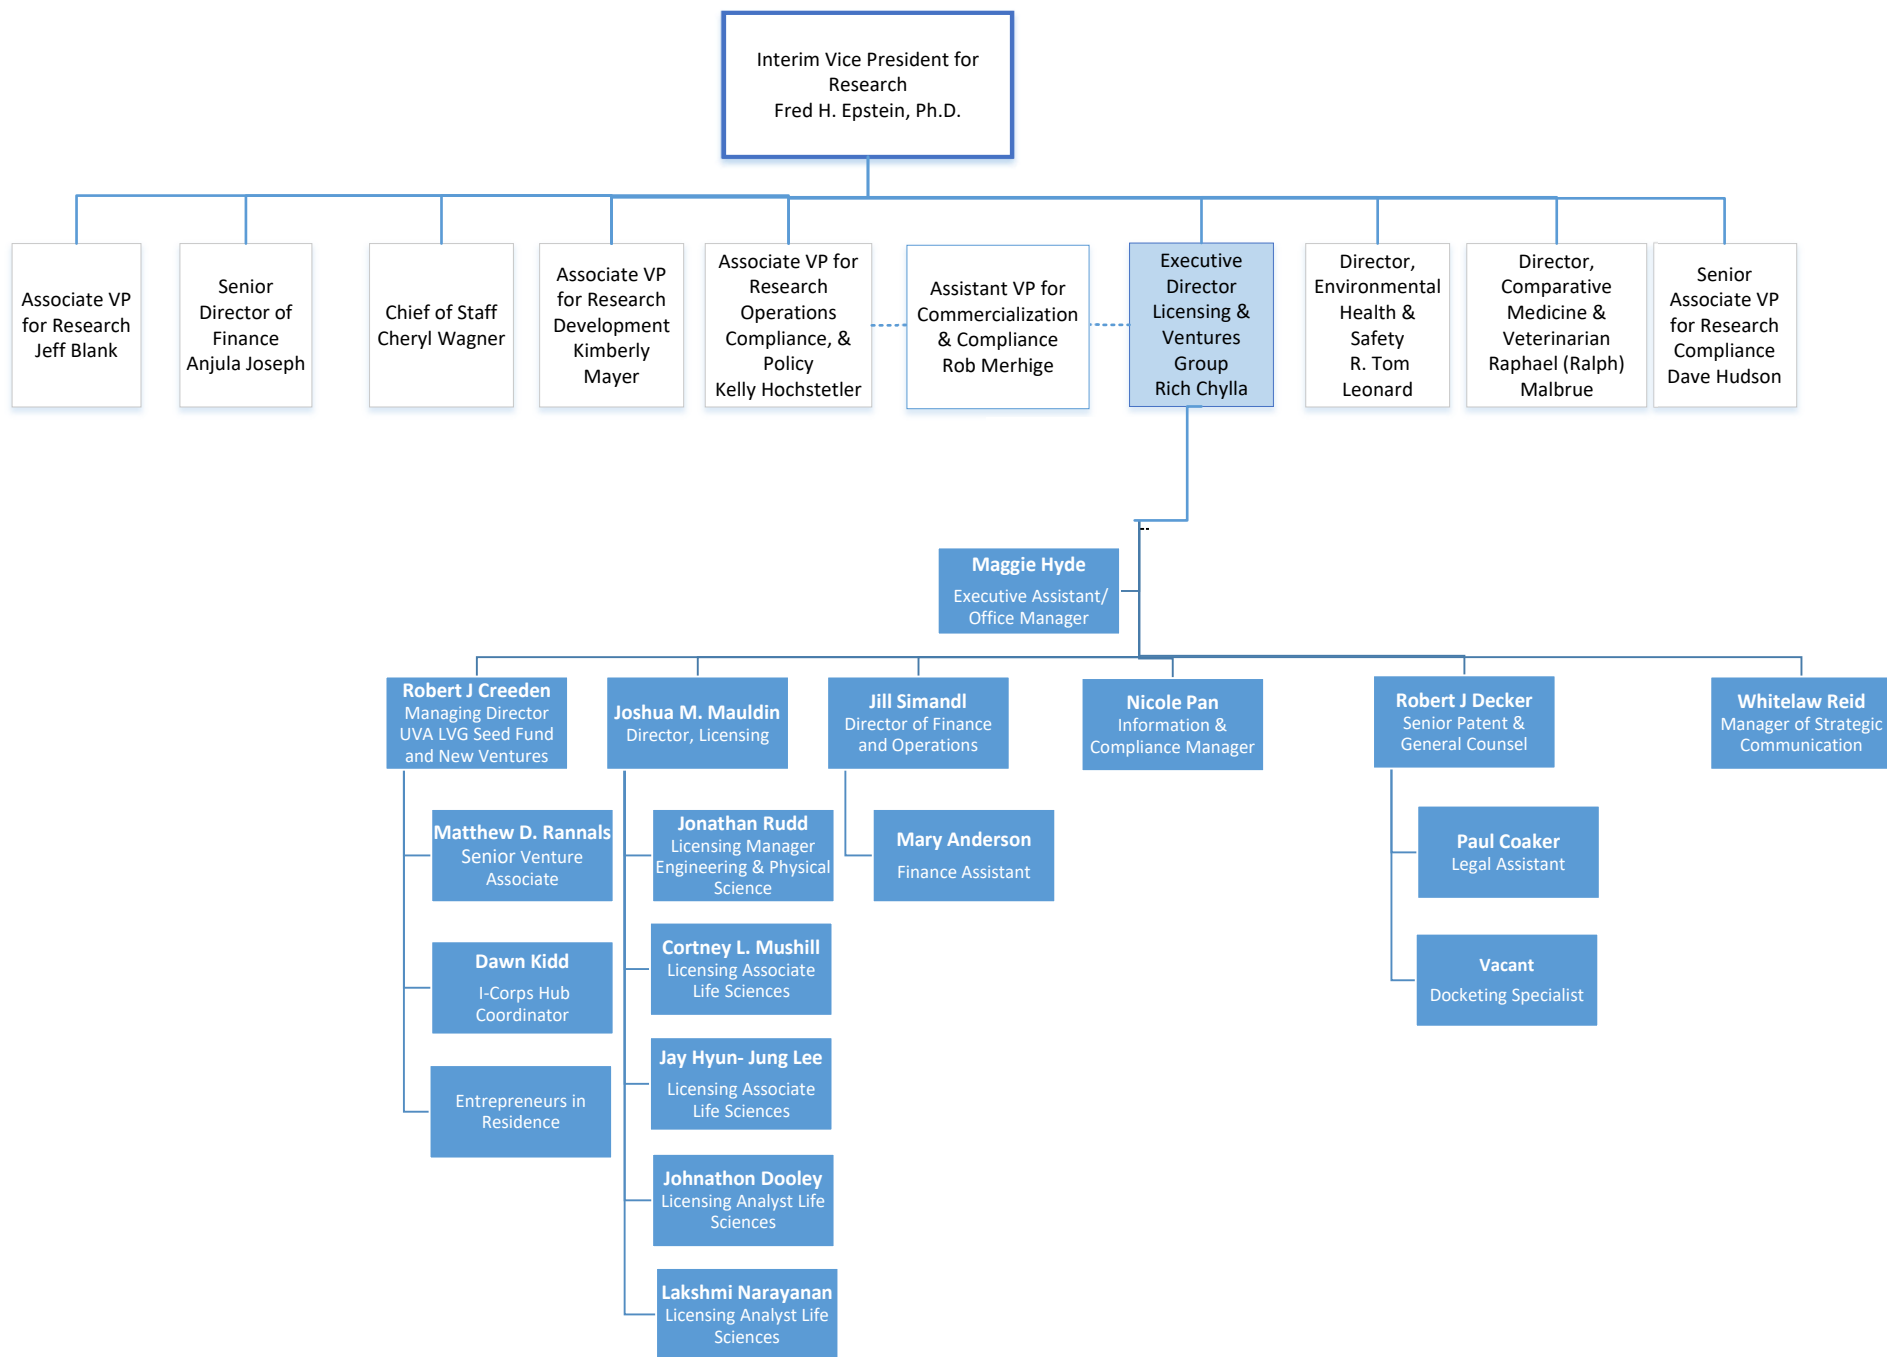 Interim Vice President for
Research
Fred H. Epstein, Ph.D.
Associate VP
for Research
Jeff Blank
Senior
Director of
Finance
Anjula Joseph
Chief of Staff
Cheryl Wagner
Associate VP
for Research
Development
Kimberly
Mayer
Associate VP for
Research
Operations
Compliance, &
Policy
Kelly Hochstetler
Assistant VP for
Commercialization
& Compliance
Rob Merhige
Executive
Director
Licensing &
Ventures
Group
Rich Chylla
Director,
Environmental
Health &
Safety
R. Tom
Leonard
Director,
Comparative
Medicine &
Veterinarian
Raphael (Ralph)
Malbrue
Senior
Associate VP
for Research
Compliance
Dave Hudson
Maggie Hyde
Executive Assistant/
Office Manager
Robert J Creeden
Managing Director
UVA LVG Seed Fund
and New Ventures
Joshua M. Mauldin
Director, Licensing
Jill Simandl
Director of Finance
and Operations
Nicole Pan
Information &
Compliance Manager
Robert J Decker
Senior Patent &
General Counsel
Whitelaw Reid
Manager of Strategic
Communication
Matthew D. Rannals
Senior Venture
Associate
Dawn Kidd
I-Corps Hub
Coordinator
Entrepreneurs in
Residence
Jonathan Rudd
Licensing Manager
Engineering & Physical
Science
Cortney L. Mushill
Licensing Associate
Life Sciences
Jay Hyun- Jung Lee
Licensing Associate
Life Sciences
Johnathon Dooley
Licensing Analyst Life
Sciences
Lakshmi Narayanan
Licensing Analyst Life
Sciences
Mary Anderson
Finance Assistant
Paul Coaker
Legal Assistant
Vacant
Docketing Specialist